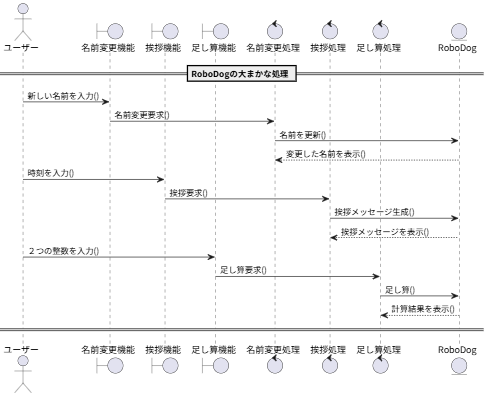 ユーザー 名前変更機能 挨拶機能 足し算機能 名前変更処理 挨拶処理 足し算処理 RoboDog
RoboDogの大まかな処理
新しい名前を入力()
名前変更要求()
名前を更新()
変更した名前を表示()
時刻を入力()
挨拶要求()
挨拶メッセージ生成()
挨拶メッセージを表示()
２つの整数を入力()
足し算要求()
足し算()
計算結果を表示()
ユーザー 名前変更機能 挨拶機能 足し算機能 名前変更処理 挨拶処理 足し算処理 RoboDog